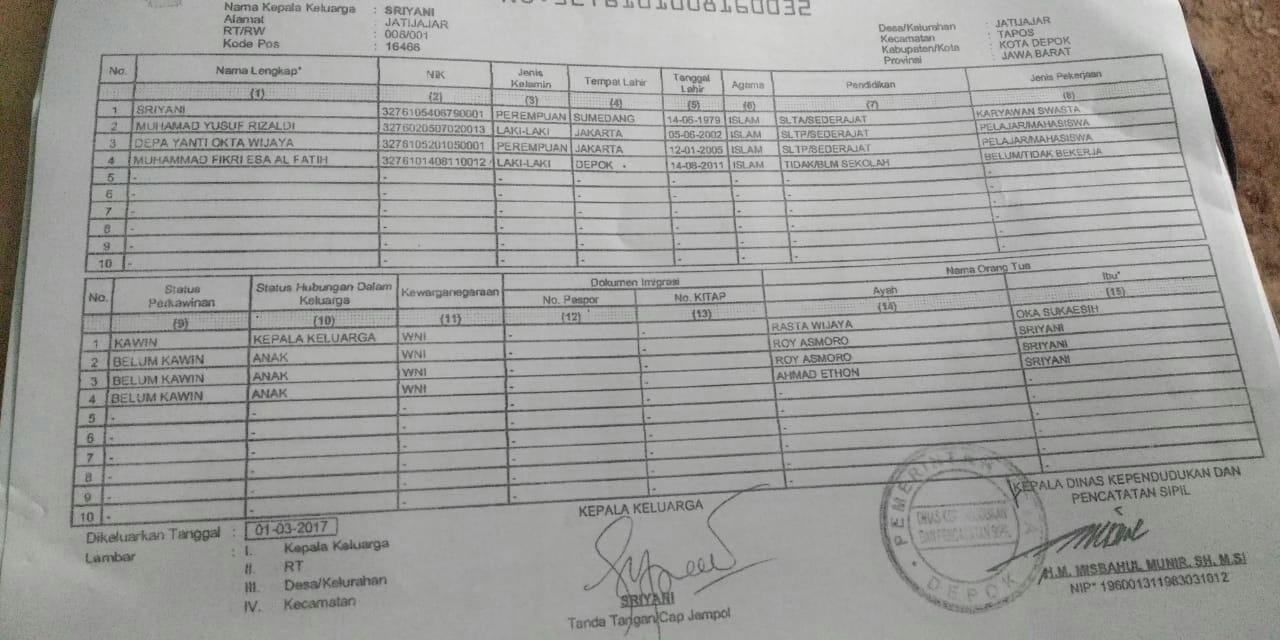 No. 3276101008160032
Nama Kepala Keluarga : SRIYANI
Alamat : JATIJAJAR
RT/RW : 008/001
Kode Pos : 16466
Desa/Kelurahan : JATIJAJAR
Kecamatan : TAPOS
Kabupaten/Kota : KOTA DEPOK
Provinsi : JAWA BARAT
No. Nama Lengkap* NIK Jenis Kelamin Tempat Lahir Tanggal Lahir Agama Pendidikan Jenis Pekerjaan
(1) (2) (3) (4) (5) (6) (7) (8)
1 SRIYANI 3276105406790001 PEREMPUAN SUMEDANG 14-06-1979 ISLAM SLTA/SEDERAJAT KARYAWAN SWASTA
2 MUHAMAD YUSUF RIZALDI 3276020507020013 LAKI-LAKI JAKARTA 05-06-2002 ISLAM SLTP/SEDERAJAT PELAJAR/MAHASISWA
3 DEPA YANTI OKTA WIJAYA 3276105201050001 PEREMPUAN JAKARTA 12-01-2005 ISLAM SLTP/SEDERAJAT PELAJAR/MAHASISWA
4 MUHAMMAD FIKRI ESA AL FATIH 3276101408110012 LAKI-LAKI DEPOK 14-08-2011 ISLAM TIDAK/BLM SEKOLAH BELUM/TIDAK BEKERJA
5 - - - - - - - -
6 - - - - - - - -
7 - - - - - - - -
8 - - - - - - - -
9 - - - - - - - -
10 - - - - - - - -
No. Status Perkawinan Status Hubungan Dalam Keluarga Kewarganegaraan Dokumen Imigrasi Nama Orang Tua
No. Paspor No. KITAP Ayah Ibu*
(9) (10) (11) (12) (13) (14) (15)
1 KAWIN KEPALA KELUARGA WNI - - RASTA WIJAYA OKA SUKAESIH
2 BELUM KAWIN ANAK WNI - - ROY ASMORO SRIYANI
3 BELUM KAWIN ANAK WNI - - ROY ASMORO SRIYANI
4 BELUM KAWIN ANAK WNI - - AHMAD ETHON SRIYANI
5 - - - - - - -
6 - - - - - - -
7 - - - - - - -
8 - - - - - - -
9 - - - - - - -
10 - - - - - - -
Dikeluarkan Tanggal : 01-03-2017
Lembar : I. Kepala Keluarga
II. RT
III. Desa/Kelurahan
IV. Kecamatan
KEPALA KELUARGA
SRIYANI
Tanda Tangan/Cap Jempol
PEMERINTAH KOTA
DINAS KEPENDUDUKAN
DAN PENCATATAN SIPIL
DEPOK
KEPALA DINAS KEPENDUDUKAN DAN
PENCATATAN SIPIL
H.M. MISBAHUL MUNIR, SH, M.SI
NIP* 196001311983031012